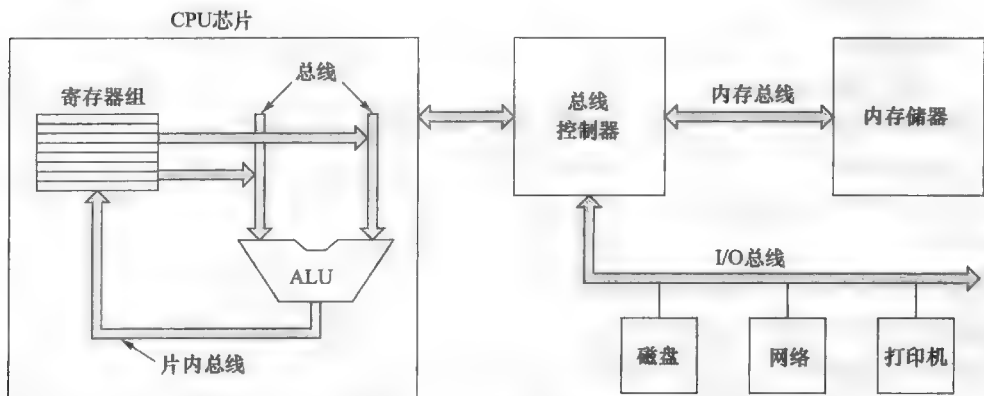 CPU芯片
总线
寄存器组
ALU
片内总线
总线
控制器
内存总线
内存储器
I/O总线
磁盘
网络
打印机